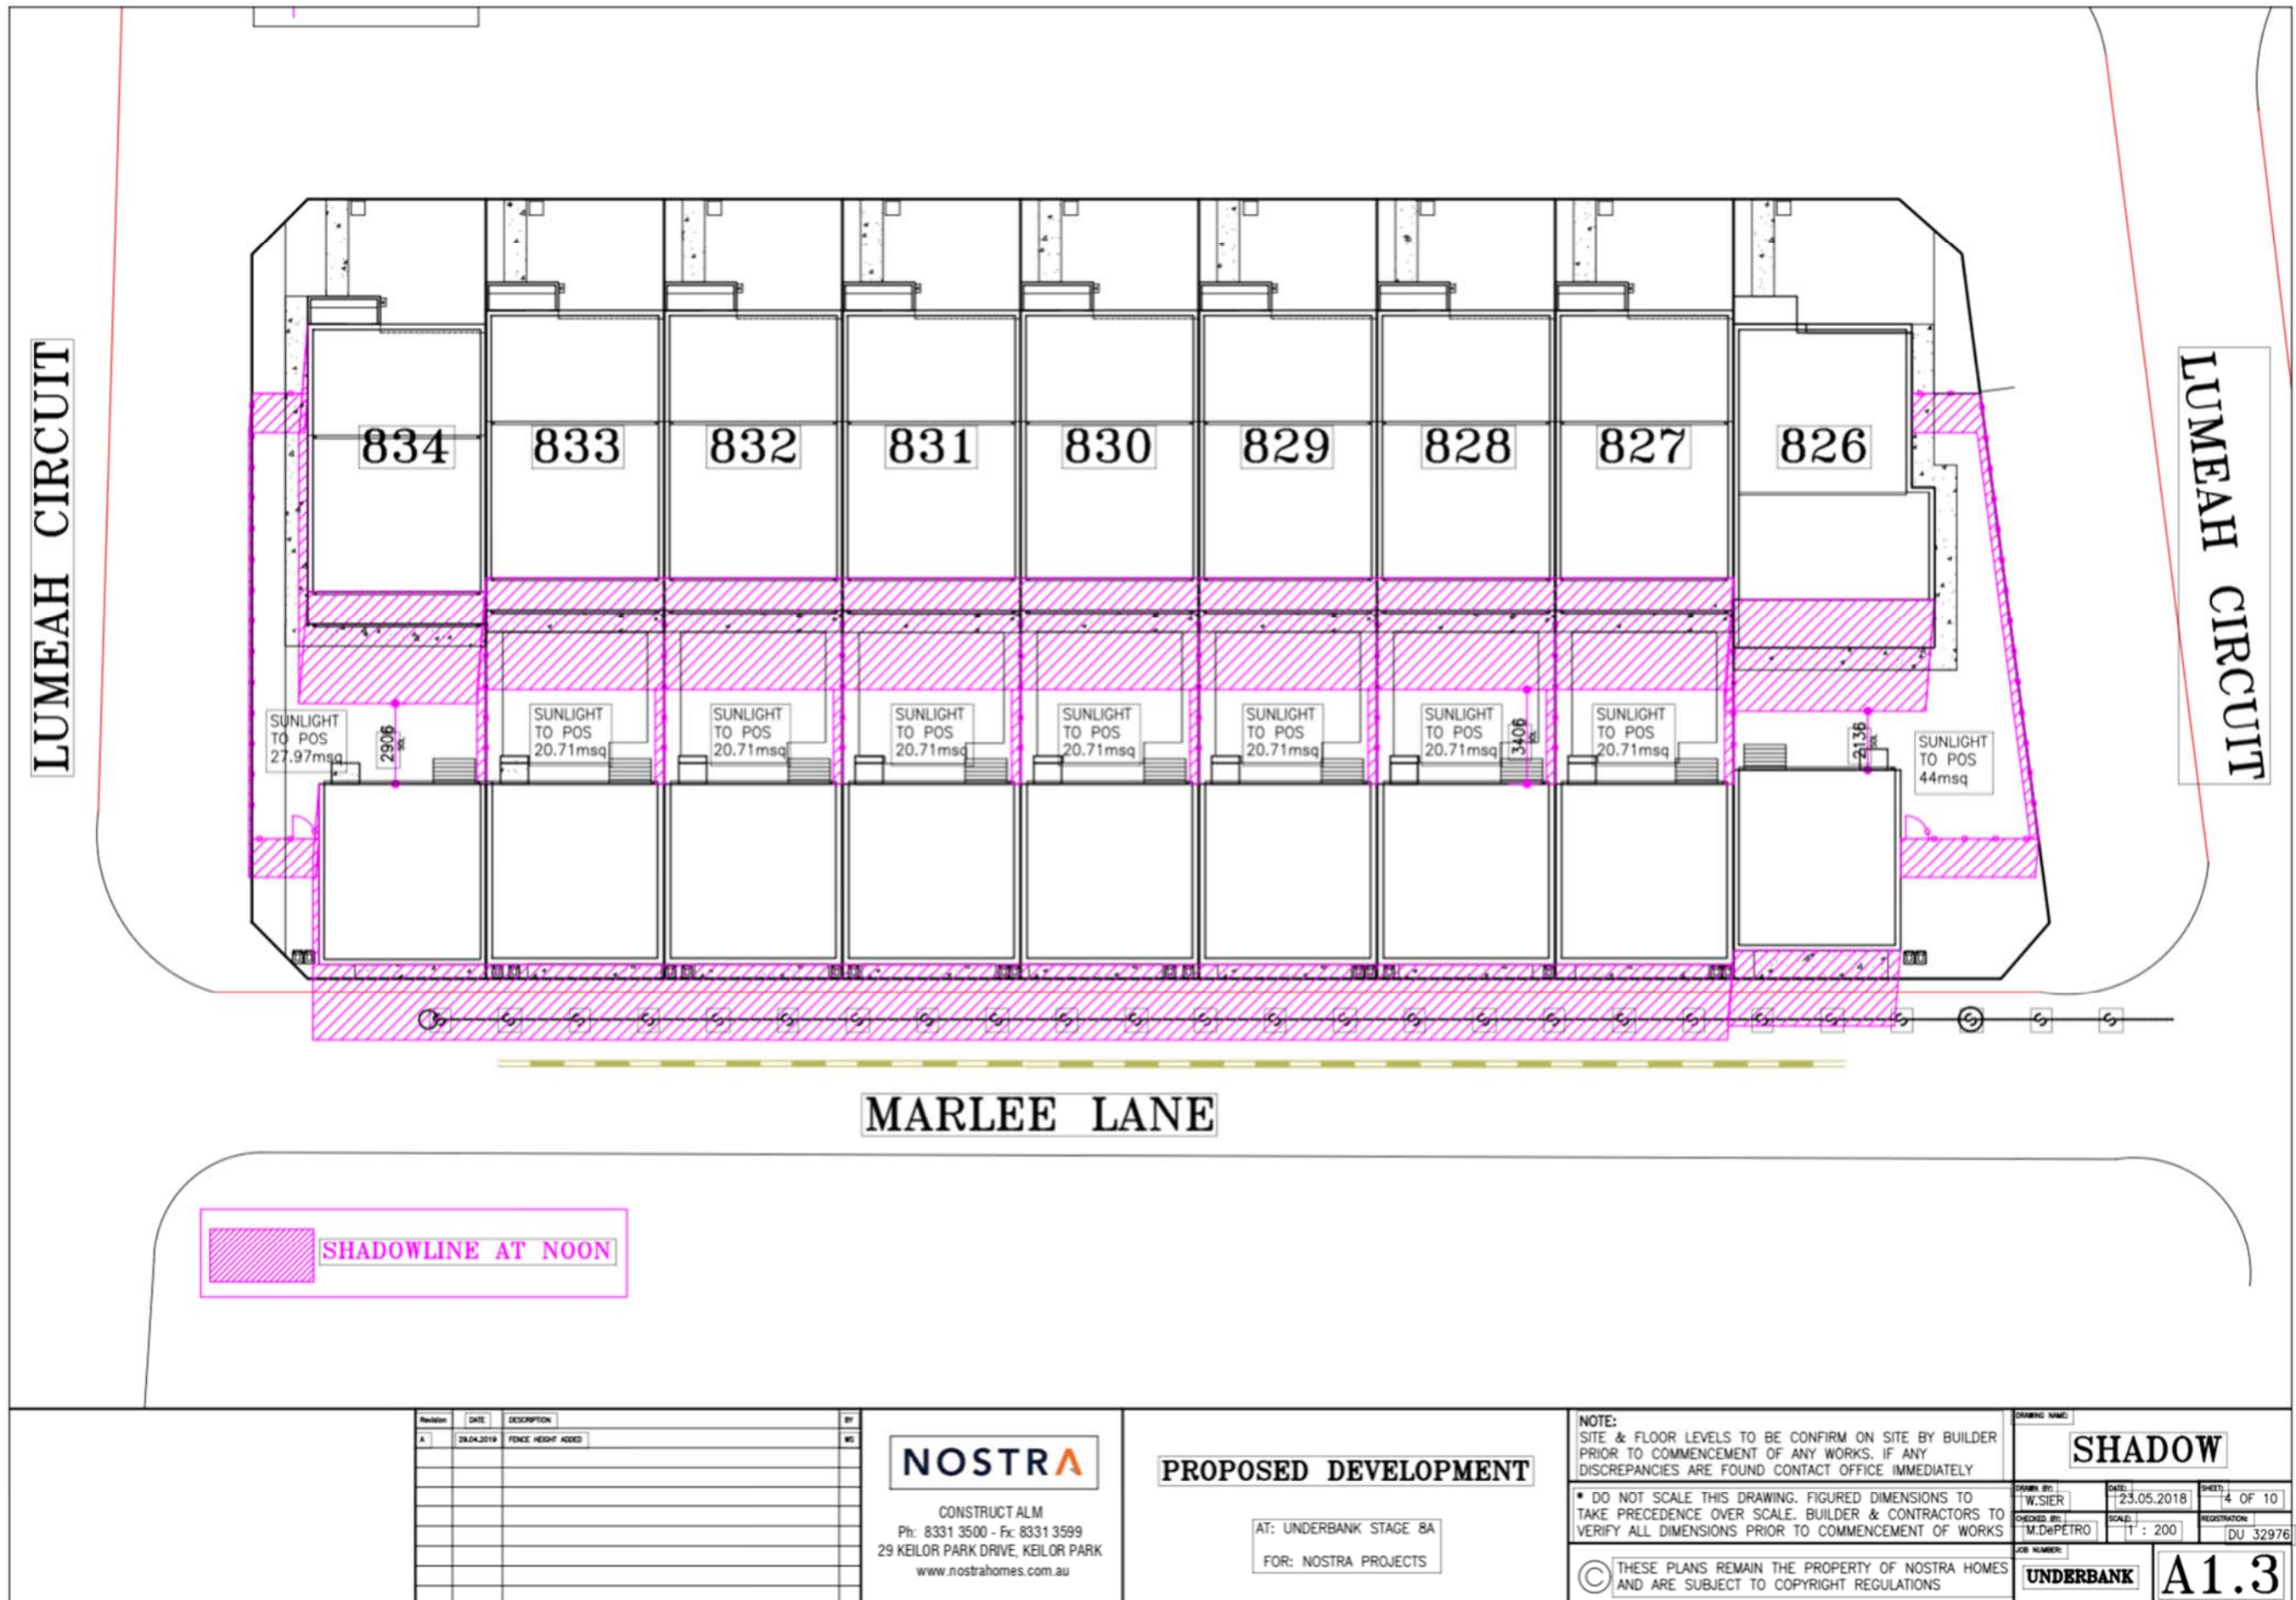 LUMEAH CIRCUIT
LUMEAH CIRCUIT
834
833
832
831
830
829
828
827
826
SUNLIGHT
TO POS
27.97msq
2906
SUNLIGHT
TO POS
20.71msq
SUNLIGHT
TO POS
20.71msq
SUNLIGHT
TO POS
20.71msq
SUNLIGHT
TO POS
20.71msq
SUNLIGHT
TO POS
20.71msq
SUNLIGHT
TO POS
20.71msq
3406
SUNLIGHT
TO POS
20.71msq
2136
SUNLIGHT
TO POS
44msq
S S S S S S S S S S S S S S S S S S S S S S S S S
MARLEE LANE
SHADOWLINE AT NOON
Revision DATE DESCRIPTION BY
A 29.04.2019 FENCE HEIGHT ADDED WS
NOSTRA
CONSTRUCT ALM
Ph: 8331 3500 - Fx: 8331 3599
29 KEILOR PARK DRIVE, KEILOR PARK
www.nostrahomes.com.au
PROPOSED DEVELOPMENT
AT: UNDERBANK STAGE 8A
FOR: NOSTRA PROJECTS
NOTE:
SITE & FLOOR LEVELS TO BE CONFIRM ON SITE BY BUILDER
PRIOR TO COMMENCEMENT OF ANY WORKS. IF ANY
DISCREPANCIES ARE FOUND CONTACT OFFICE IMMEDIATELY
* DO NOT SCALE THIS DRAWING. FIGURED DIMENSIONS TO
TAKE PRECEDENCE OVER SCALE. BUILDER & CONTRACTORS TO
VERIFY ALL DIMENSIONS PRIOR TO COMMENCEMENT OF WORKS
© THESE PLANS REMAIN THE PROPERTY OF NOSTRA HOMES
AND ARE SUBJECT TO COPYRIGHT REGULATIONS
DRAWING NAME:
SHADOW
DRAWN BY:
W.SIER
DATE:
23.05.2018
SHEET:
4 OF 10
CHECKED BY:
M.DePETRO
SCALE:
1 : 200
REGISTRATION:
DU 32976
JOB NUMBER:
UNDERBANK
A1.3